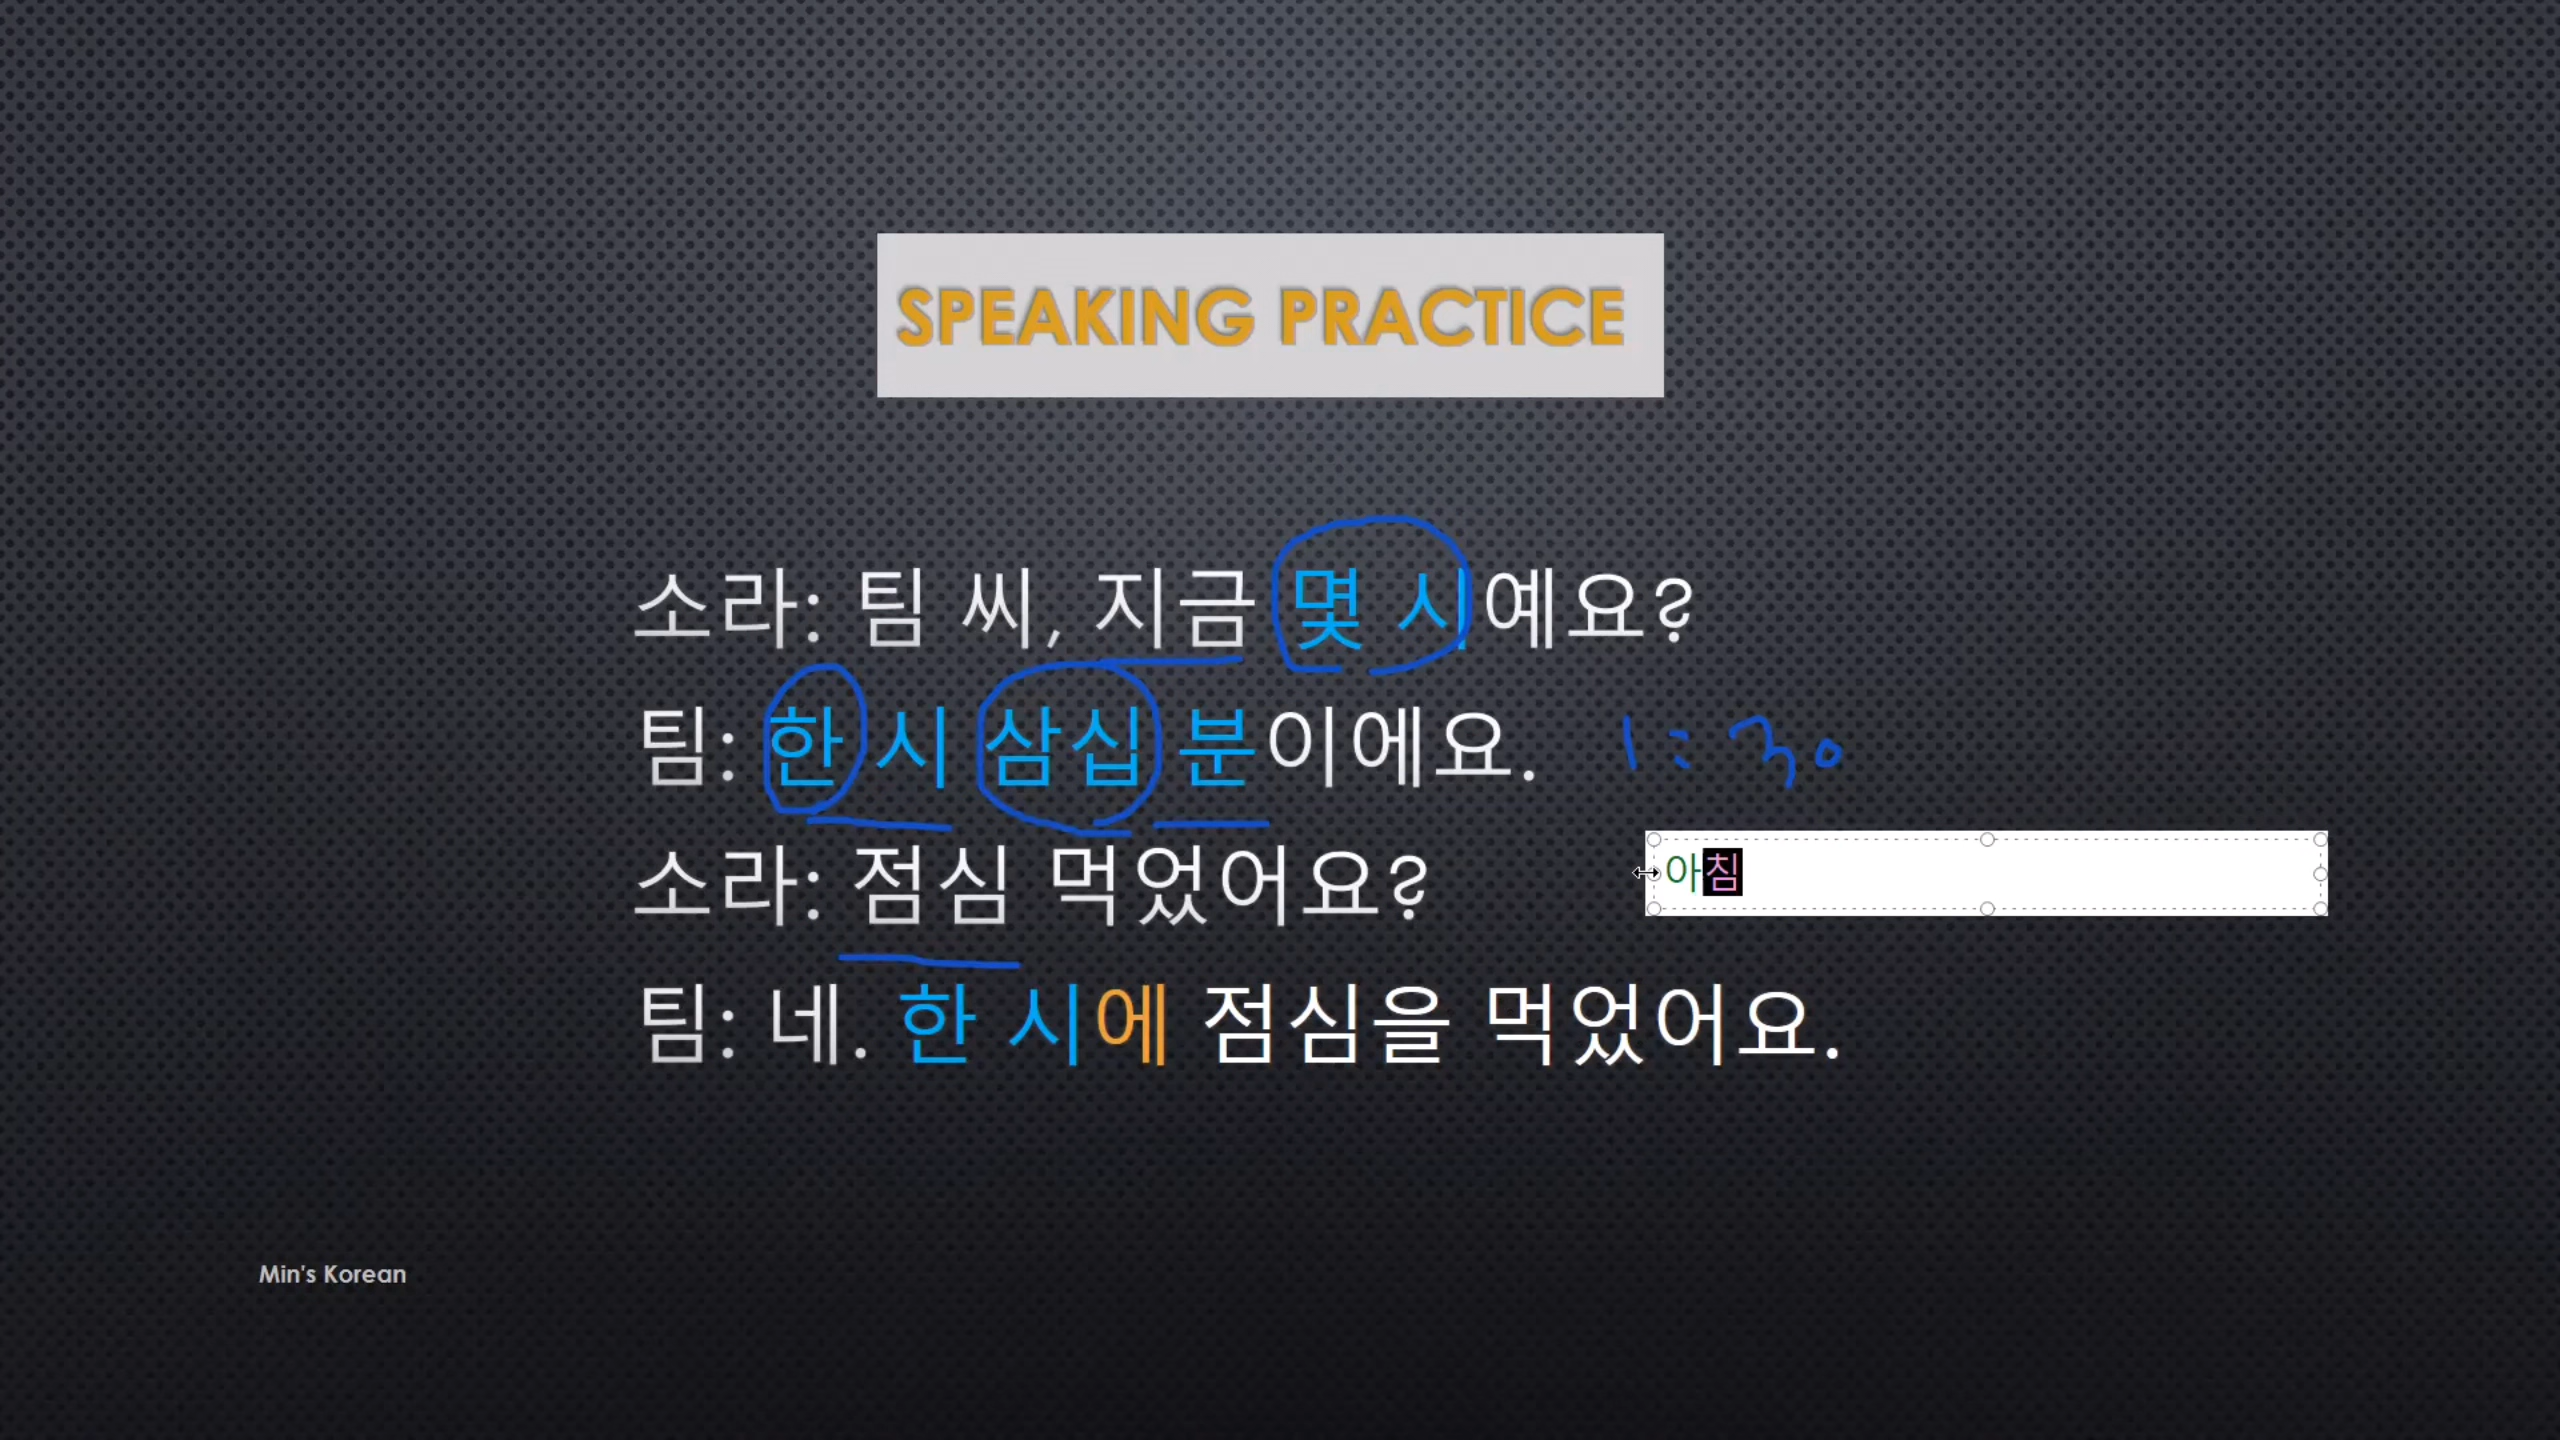 SPEAKING PRACTICE
소라: 팀 씨, 지금 몇 시예요?
팀: 한 시 삼십 분이에요. 1:30
소라: 점심 먹었어요?
아침
팀: 네. 한 시에 점심을 먹었어요.
Min's Korean